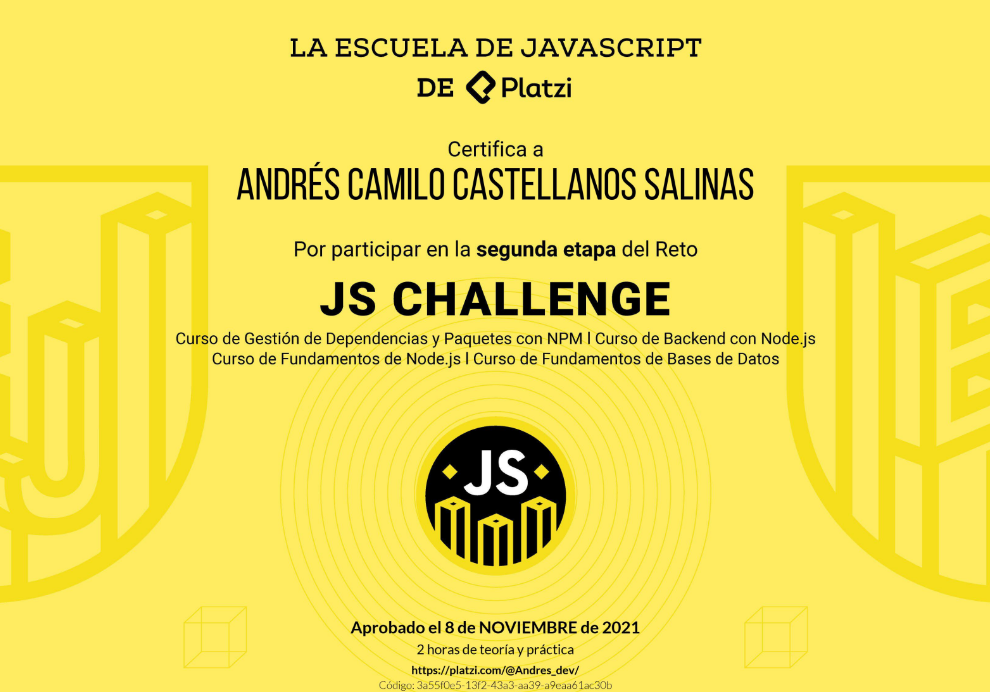 LA ESCUELA DE JAVASCRIPT
DE Platzi
Certifica a
ANDRÉS CAMILO CASTELLANOS SALINAS
Por participar en la segunda etapa del Reto
JS CHALLENGE
Curso de Gestión de Dependencias y Paquetes con NPM l Curso de Backend con Node.js
Curso de Fundamentos de Node.js l Curso de Fundamentos de Bases de Datos
JS
Aprobado el 8 de NOVIEMBRE de 2021
2 horas de teoría y práctica
https://platzi.com/@Andres_dev/
Código: 3a55f0e5-13f2-43a3-aa39-a9eaa61ac30b